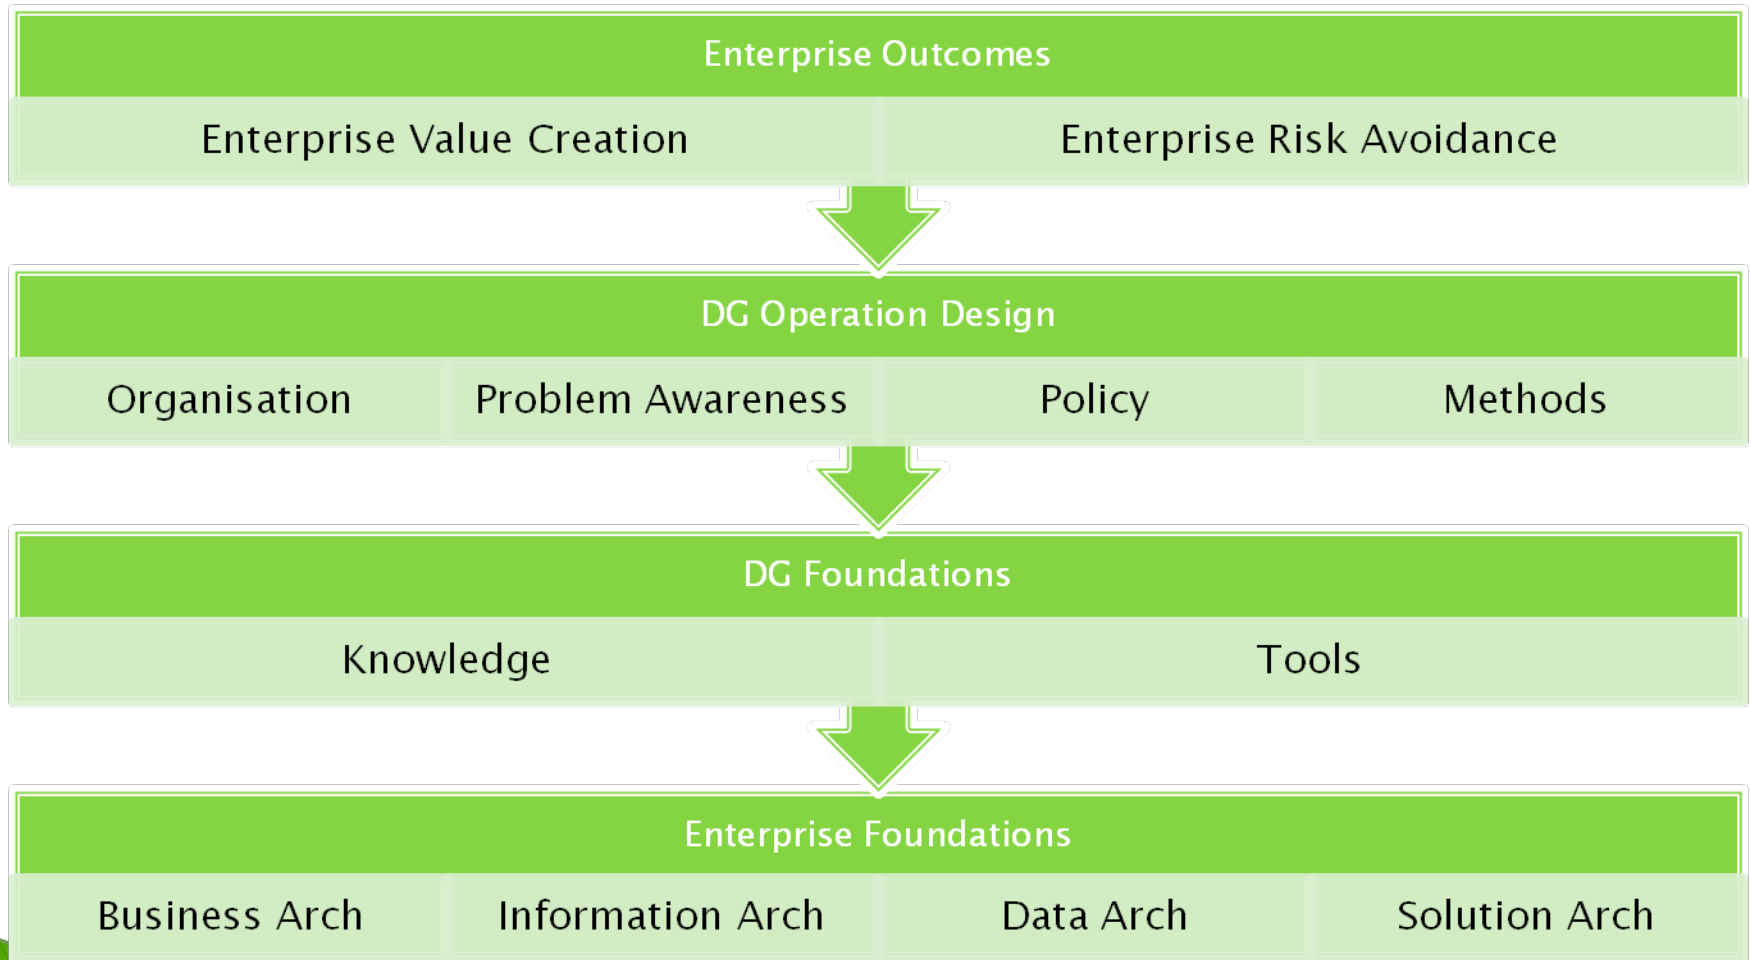 Enterprise Outcomes
Enterprise Value Creation Enterprise Risk Avoidance
DG Operation Design
Organisation Problem Awareness Policy Methods
DG Foundations
Knowledge Tools
Enterprise Foundations
Business Arch Information Arch Data Arch Solution Arch